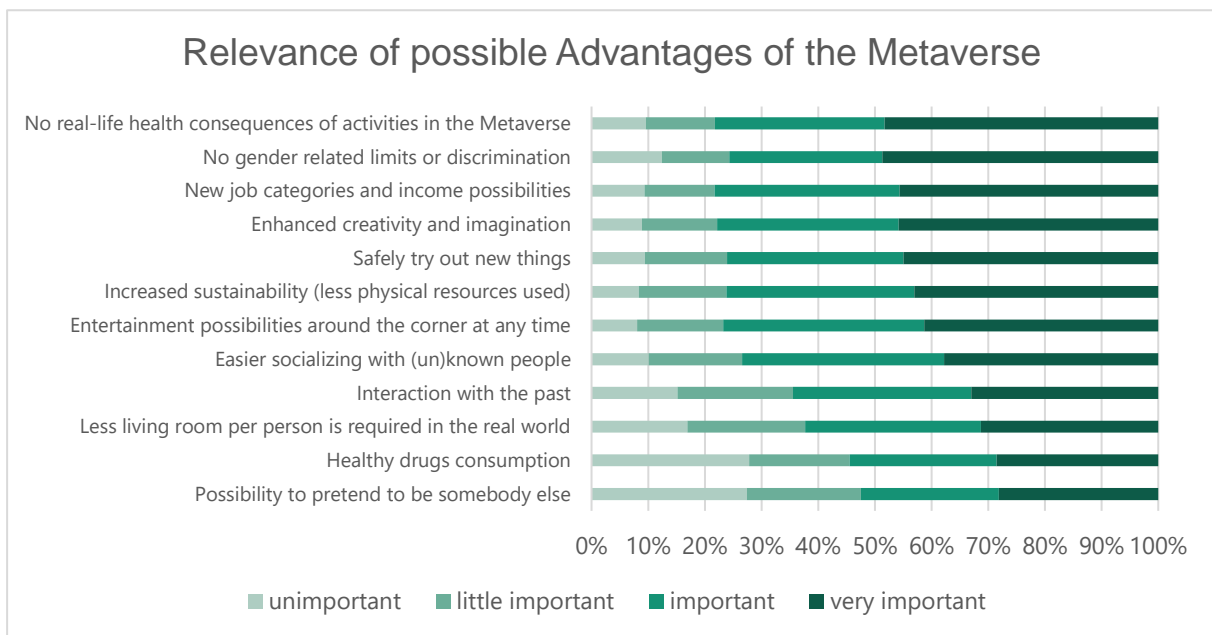 Relevance of possible Advantages of the Metaverse
No real-life health consequences of activities in the Metaverse
No gender related limits or discrimination
New job categories and income possibilities
Enhanced creativity and imagination
Safely try out new things
Increased sustainability (less physical resources used)
Entertainment possibilities around the corner at any time
Easier socializing with (un)known people
Interaction with the past
Less living room per person is required in the real world
Healthy drugs consumption
Possibility to pretend to be somebody else
0% 10% 20% 30% 40% 50% 60% 70% 80% 90% 100%
unimportant little important important very important